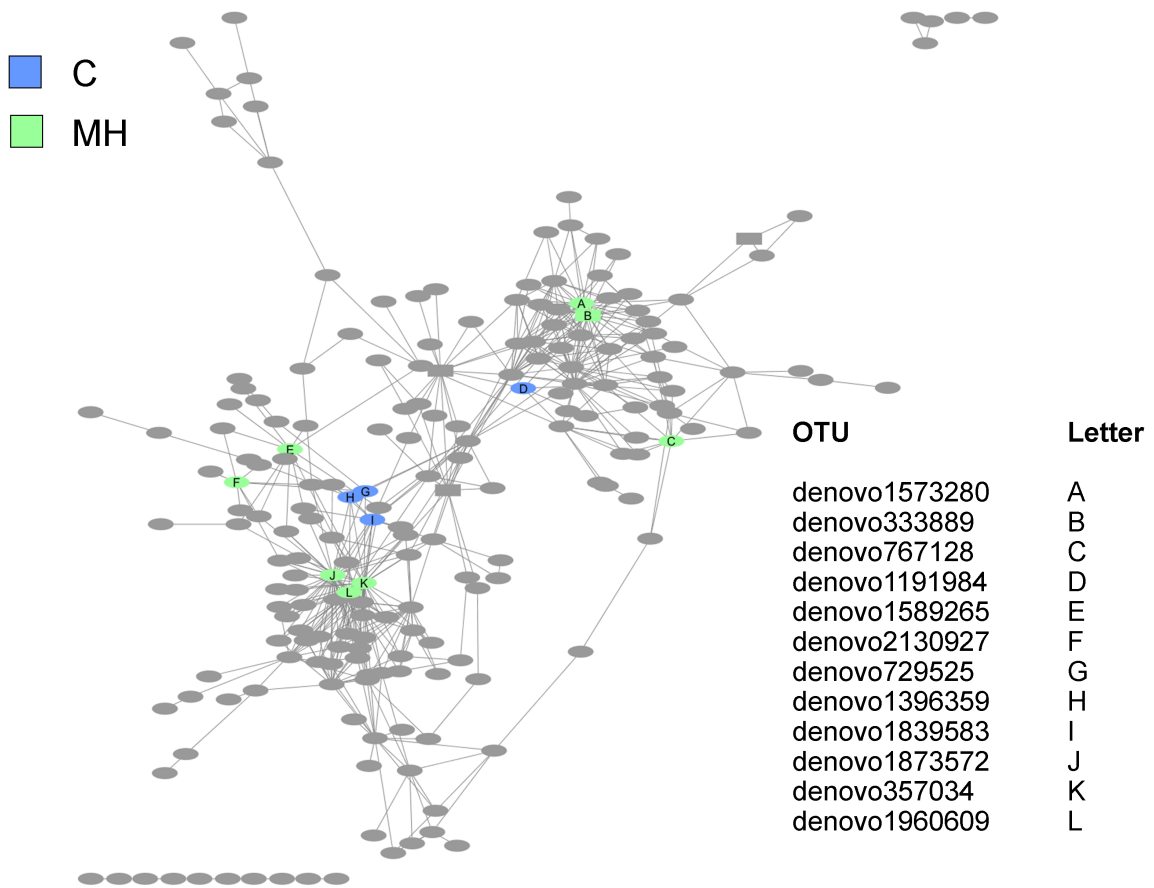 C
MH
A
B
D
C
E
F
G
H
I
J
K
L
OTU Letter
denovo1573280 A
denovo333889 B
denovo767128 C
denovo1191984 D
denovo1589265 E
denovo2130927 F
denovo729525 G
denovo1396359 H
denovo1839583 I
denovo1873572 J
denovo357034 K
denovo1960609 L